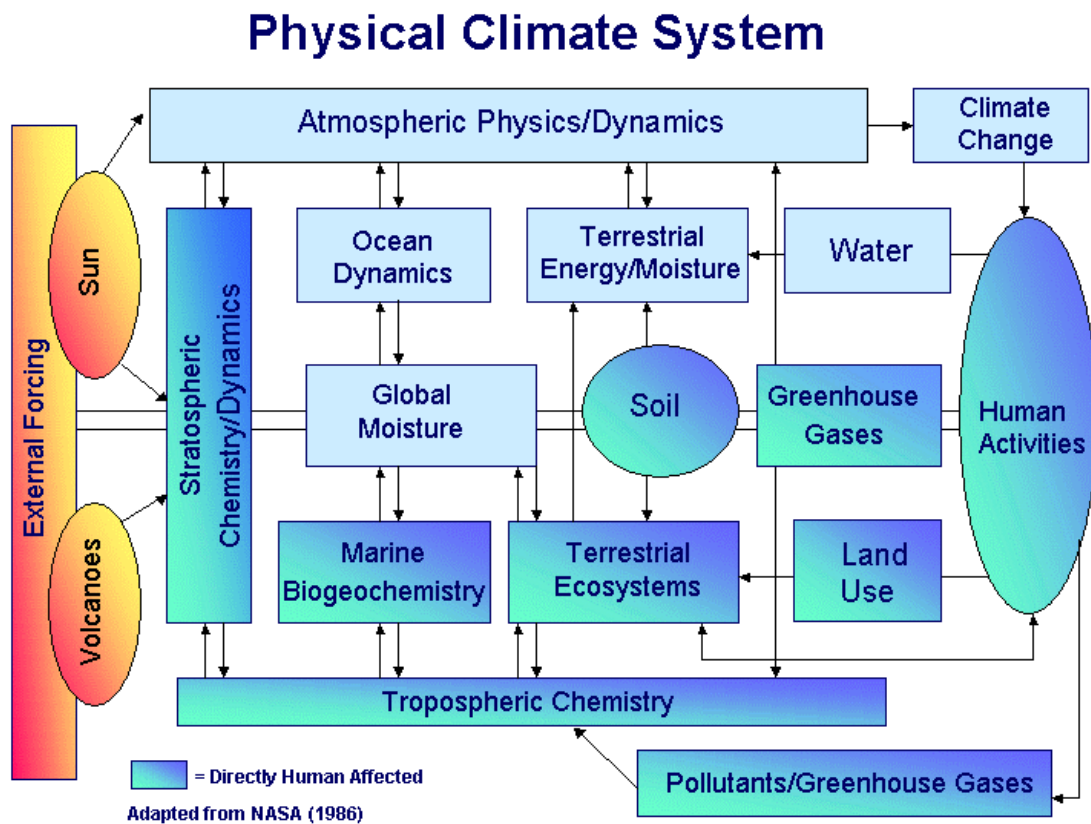 Physical Climate System
Atmospheric Physics/Dynamics
Climate
Change
External Forcing
Sun
Volcanoes
Stratospheric
Chemistry/Dynamics
Ocean
Dynamics
Terrestrial
Energy/Moisture
Water
Global
Moisture
Soil
Greenhouse
Gases
Human
Activities
Marine
Biogeochemistry
Terrestrial
Ecosystems
Land
Use
Tropospheric Chemistry
Pollutants/Greenhouse Gases
= Directly Human Affected
Adapted from NASA (1986)